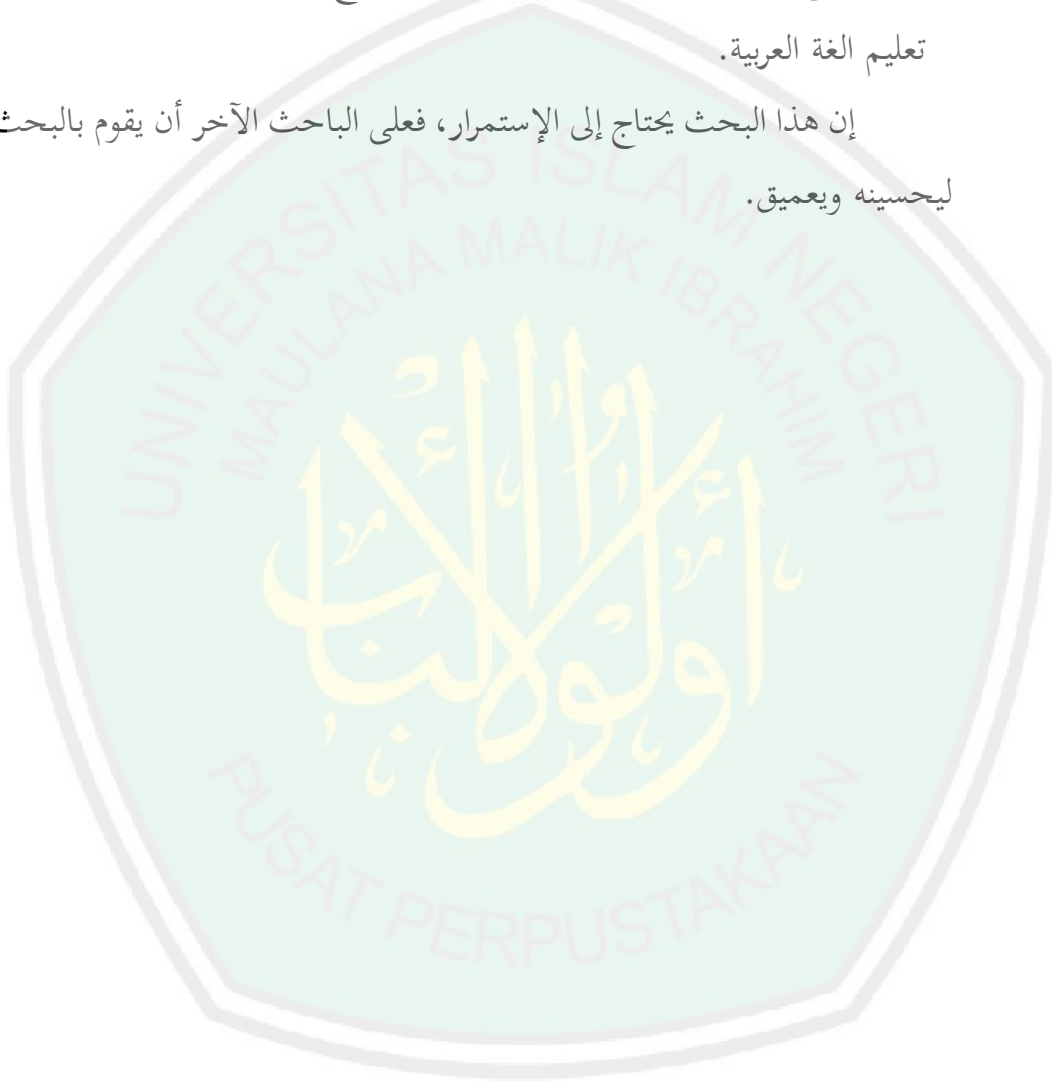 تعليم الغة العربية.
إن هذا البحث يحتاج إلى الإستمرار، فعلى الباحث الآخر أن يقوم بالبحث
ليحسينه ويعميق.
UNIVERSITAS ISLAM NEGERI
MAULANA MALIK IBRAHIM
أولوا الألباب
PUSAT PERPUSTAKAAN